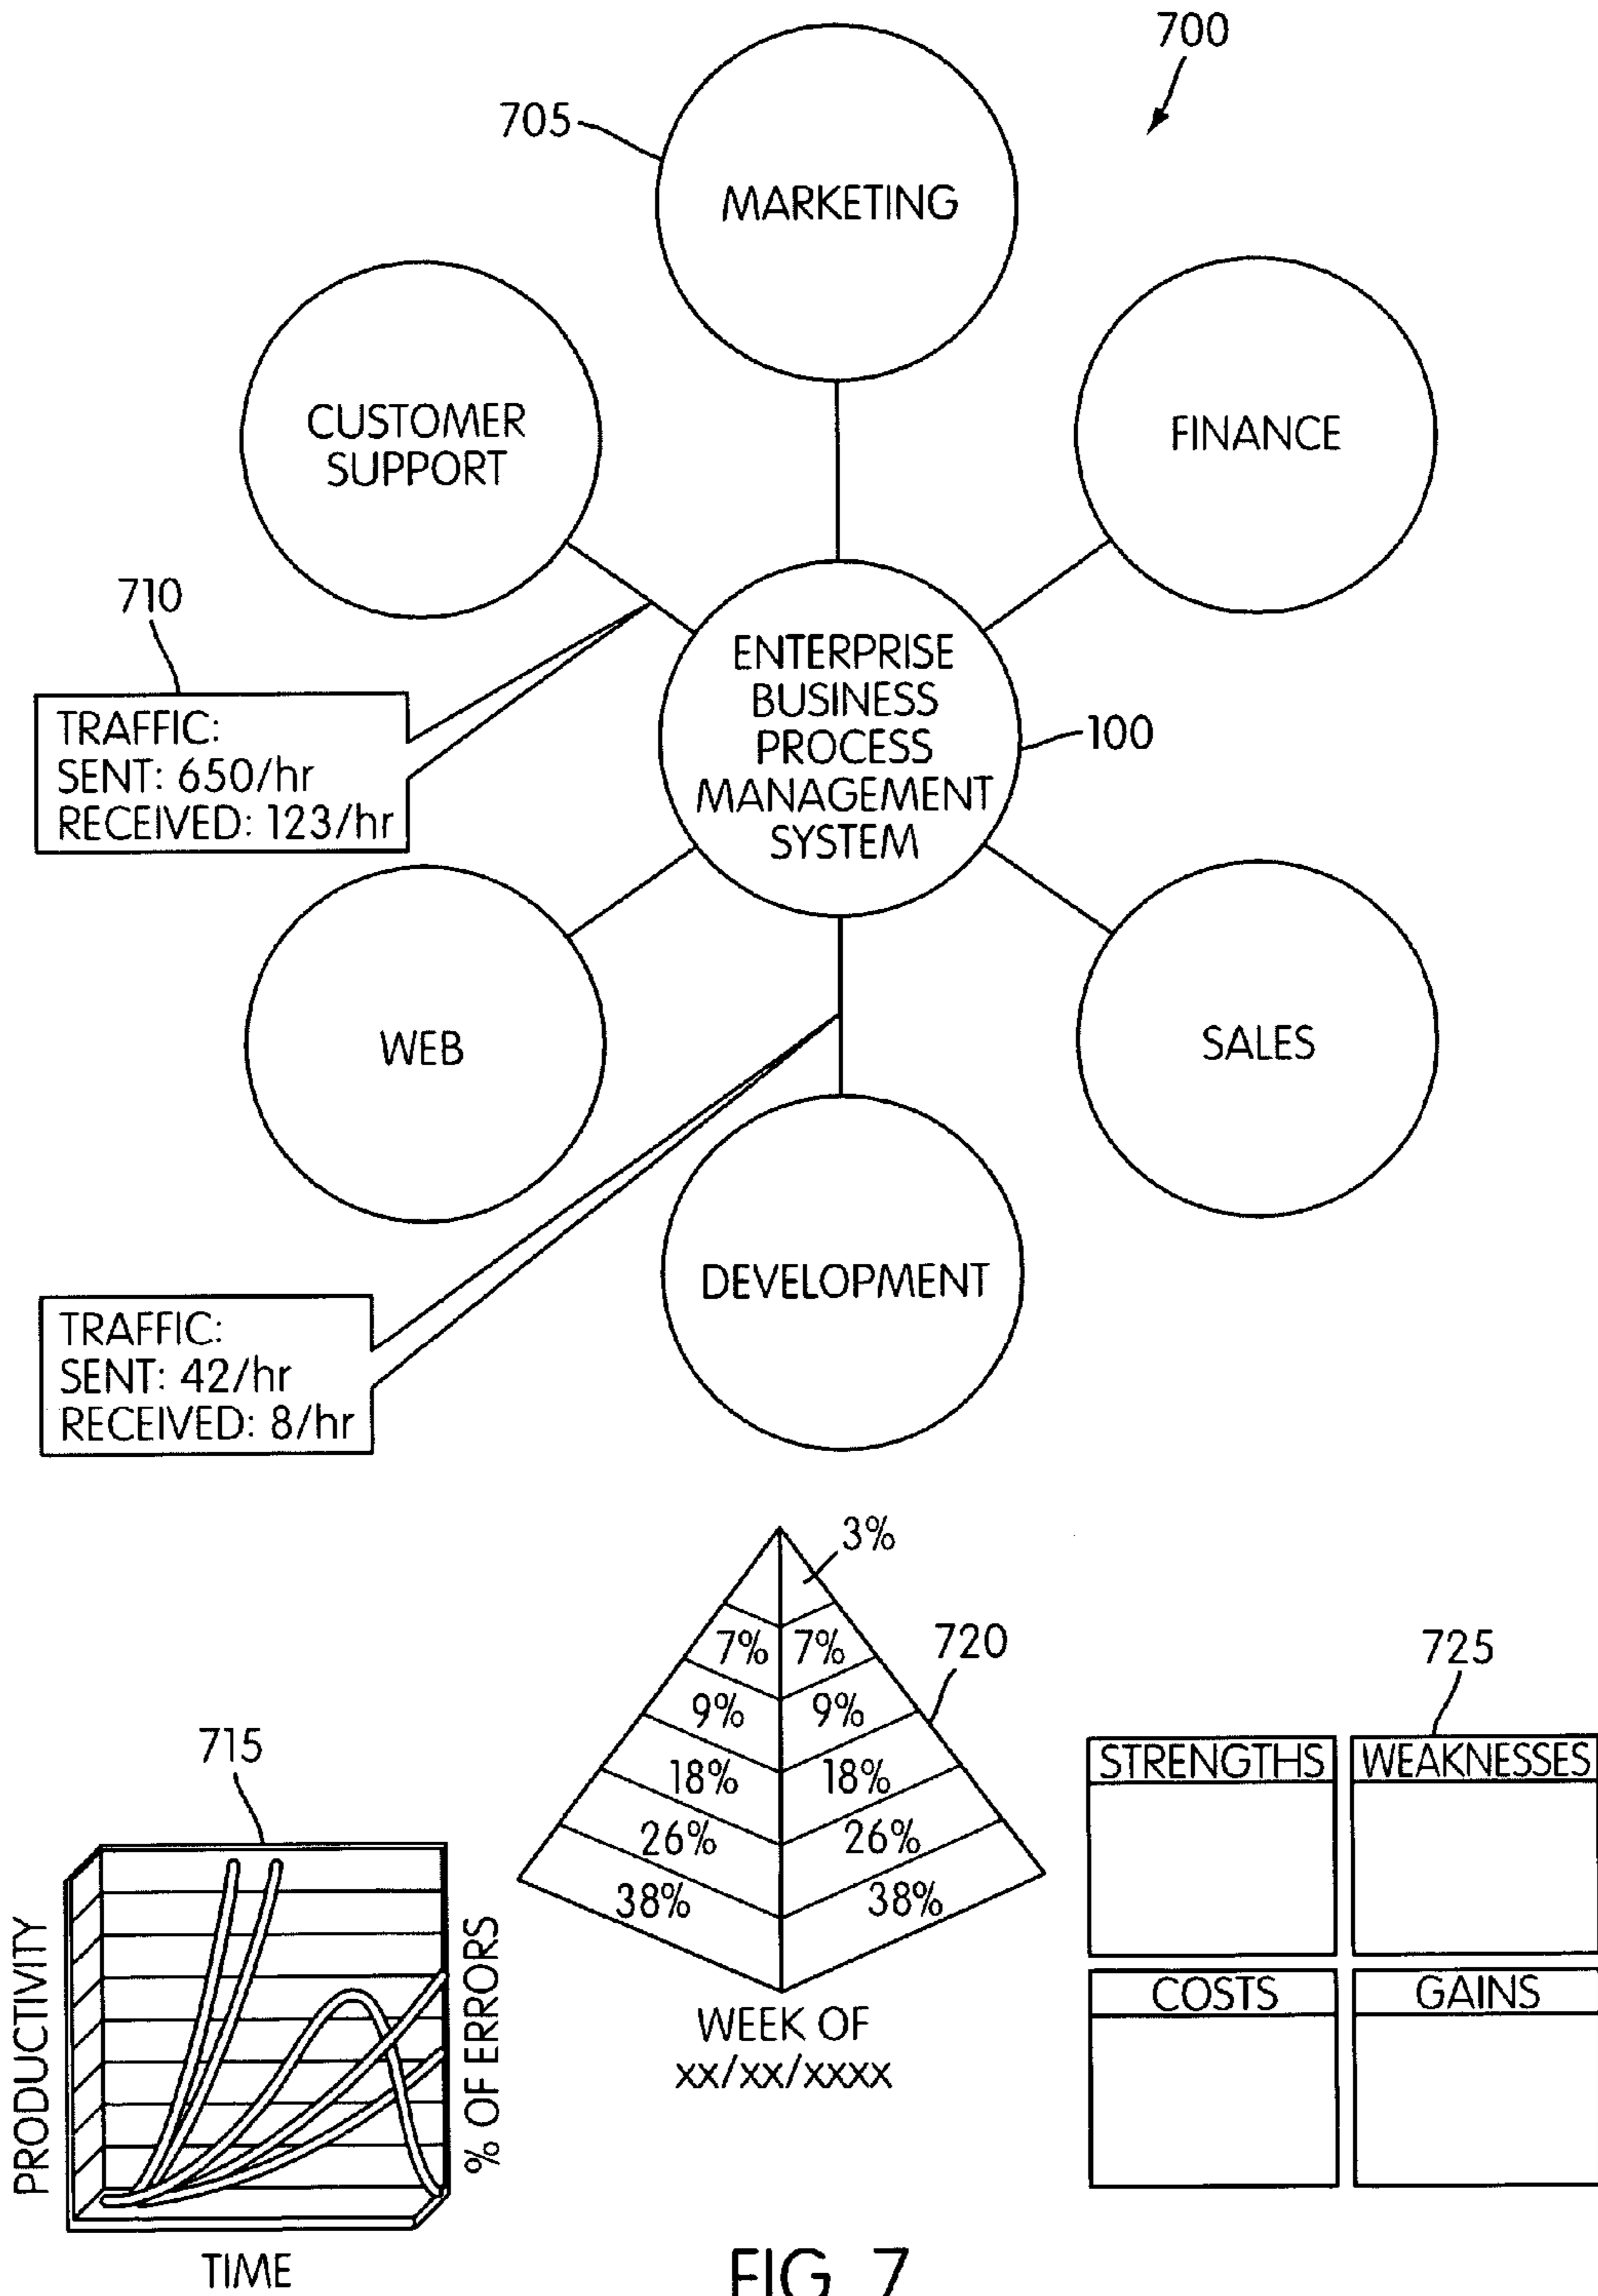 700
705
MARKETING
CUSTOMER
SUPPORT
FINANCE
710
TRAFFIC:
SENT: 650/hr
RECEIVED: 123/hr
ENTERPRISE
BUSINESS
PROCESS
MANAGEMENT
SYSTEM
100
WEB
SALES
DEVELOPMENT
TRAFFIC:
SENT: 42/hr
RECEIVED: 8/hr
715
PRODUCTIVITY
% OF ERRORS
TIME
3%
720
7% 7%
9% 9%
18% 18%
26% 26%
38% 38%
WEEK OF
xx/xx/xxxx
725
STRENGTHS WEAKNESSES
COSTS GAINS
FIG. 7